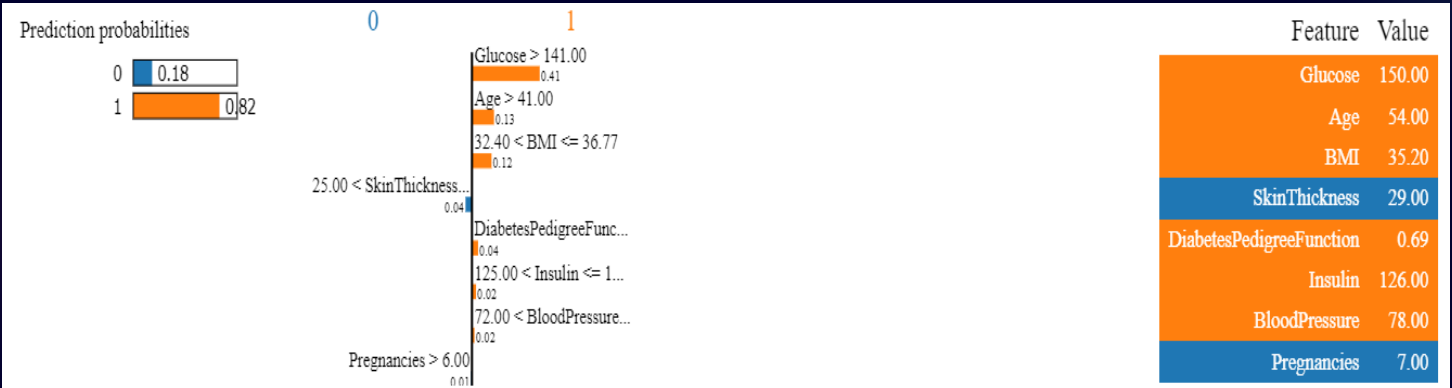 Prediction probabilities
0 0.18
1 0.82
0 1
Glucose > 141.00
0.41
Age > 41.00
0.13
32.40 < BMI <= 36.77
0.12
25.00 < SkinThickness...
0.04
DiabetesPedigreeFunc...
0.04
125.00 < Insulin <= 1...
0.02
72.00 < BloodPressure...
0.02
Pregnancies > 6.00
0.01
Feature Value
Glucose 150.00
Age 54.00
BMI 35.20
SkinThickness 29.00
DiabetesPedigreeFunction 0.69
Insulin 126.00
BloodPressure 78.00
Pregnancies 7.00